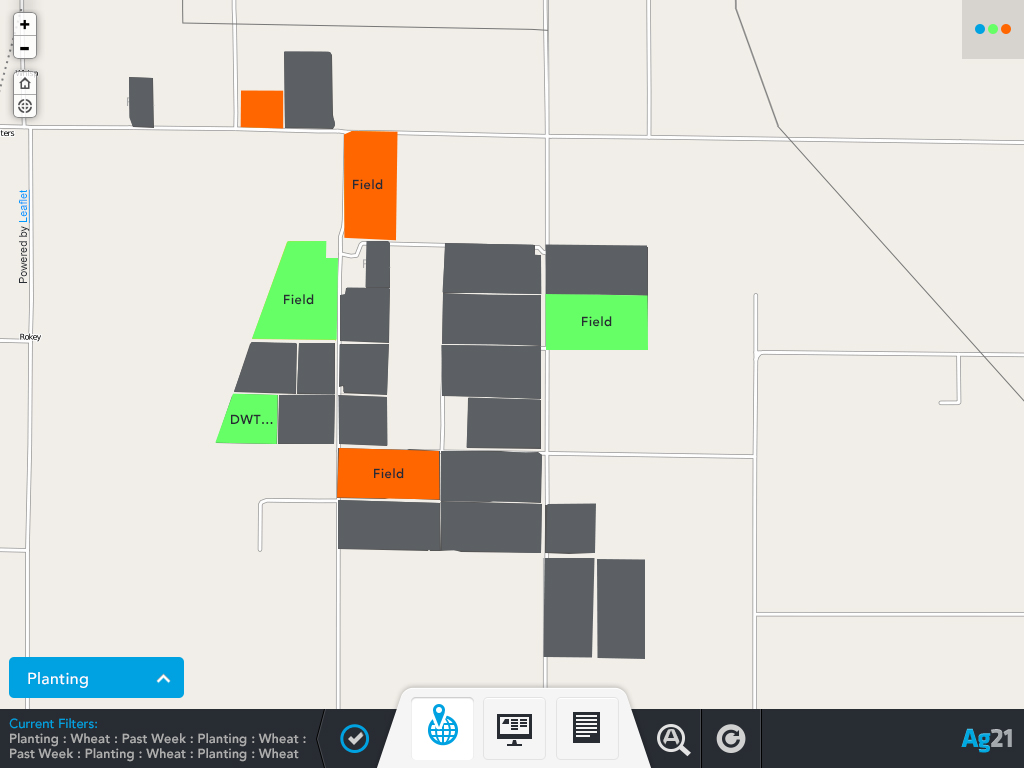 +
−
ters
Powered by Leaflet
Field
Field
Field
Rokey
DWT...
Field
Planting
Current Filters:
Planting : Wheat : Past Week : Planting : Wheat :
Past Week : Planting : Wheat : Planting : Wheat
Ag21